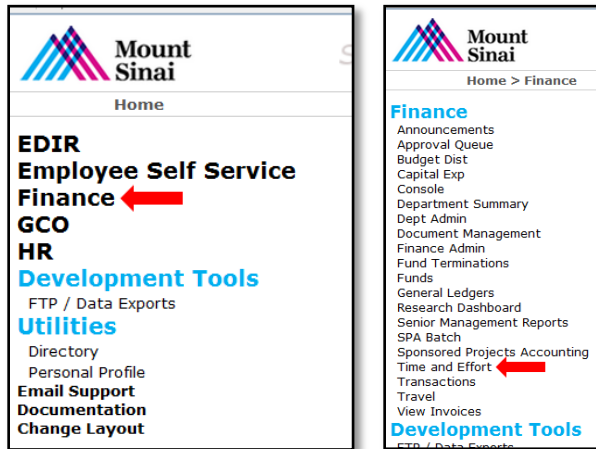 Mount
Sinai
Home
EDIR
Employee Self Service
Finance
GCO
HR
Development Tools
FTP / Data Exports
Utilities
Directory
Personal Profile
Email Support
Documentation
Change Layout
Mount
Sinai
Home > Finance
Finance
Announcements
Approval Queue
Budget Dist
Capital Exp
Console
Department Summary
Dept Admin
Document Management
Finance Admin
Fund Terminations
Funds
General Ledgers
Research Dashboard
Senior Management Reports
SPA Batch
Sponsored Projects Accounting
Time and Effort
Transactions
Travel
View Invoices
Development Tools
FTP / Data Exports